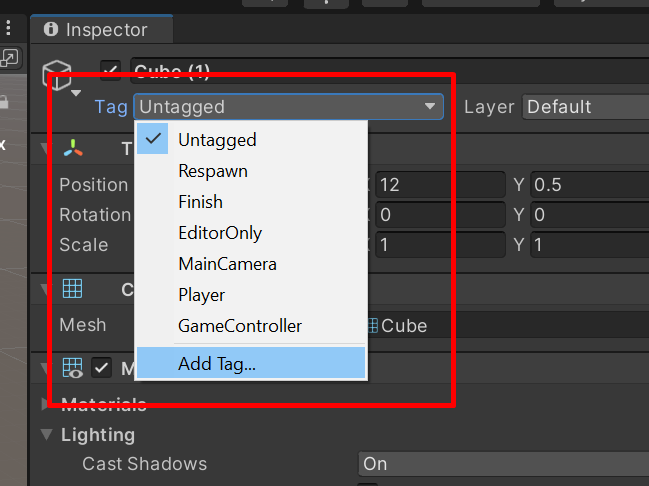 Inspector
Cube (1)
Tag Untagged Layer Default
Untagged
Respawn
Finish
EditorOnly
MainCamera
Player
GameController
Add Tag...
T
Position X 12 Y 0.5
Rotation X 0 Y 0
Scale X 1 Y 1
C
Mesh Cube
M
Materials
Lighting
Cast Shadows On